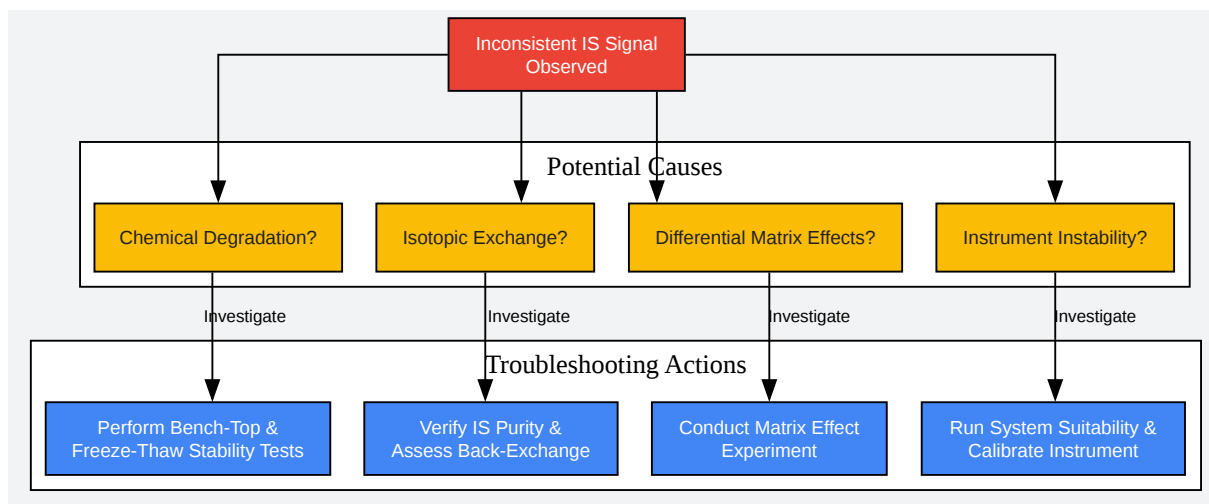 Inconsistent IS Signal
Observed
Potential Causes
Chemical Degradation?
Isotopic Exchange?
Differential Matrix Effects?
Instrument Instability?
Investigate
Investigate
Investigate
Investigate
Troubleshooting Actions
Perform Bench-Top &
Freeze-Thaw Stability Tests
Verify IS Purity &
Assess Back-Exchange
Conduct Matrix Effect
Experiment
Run System Suitability &
Calibrate Instrument